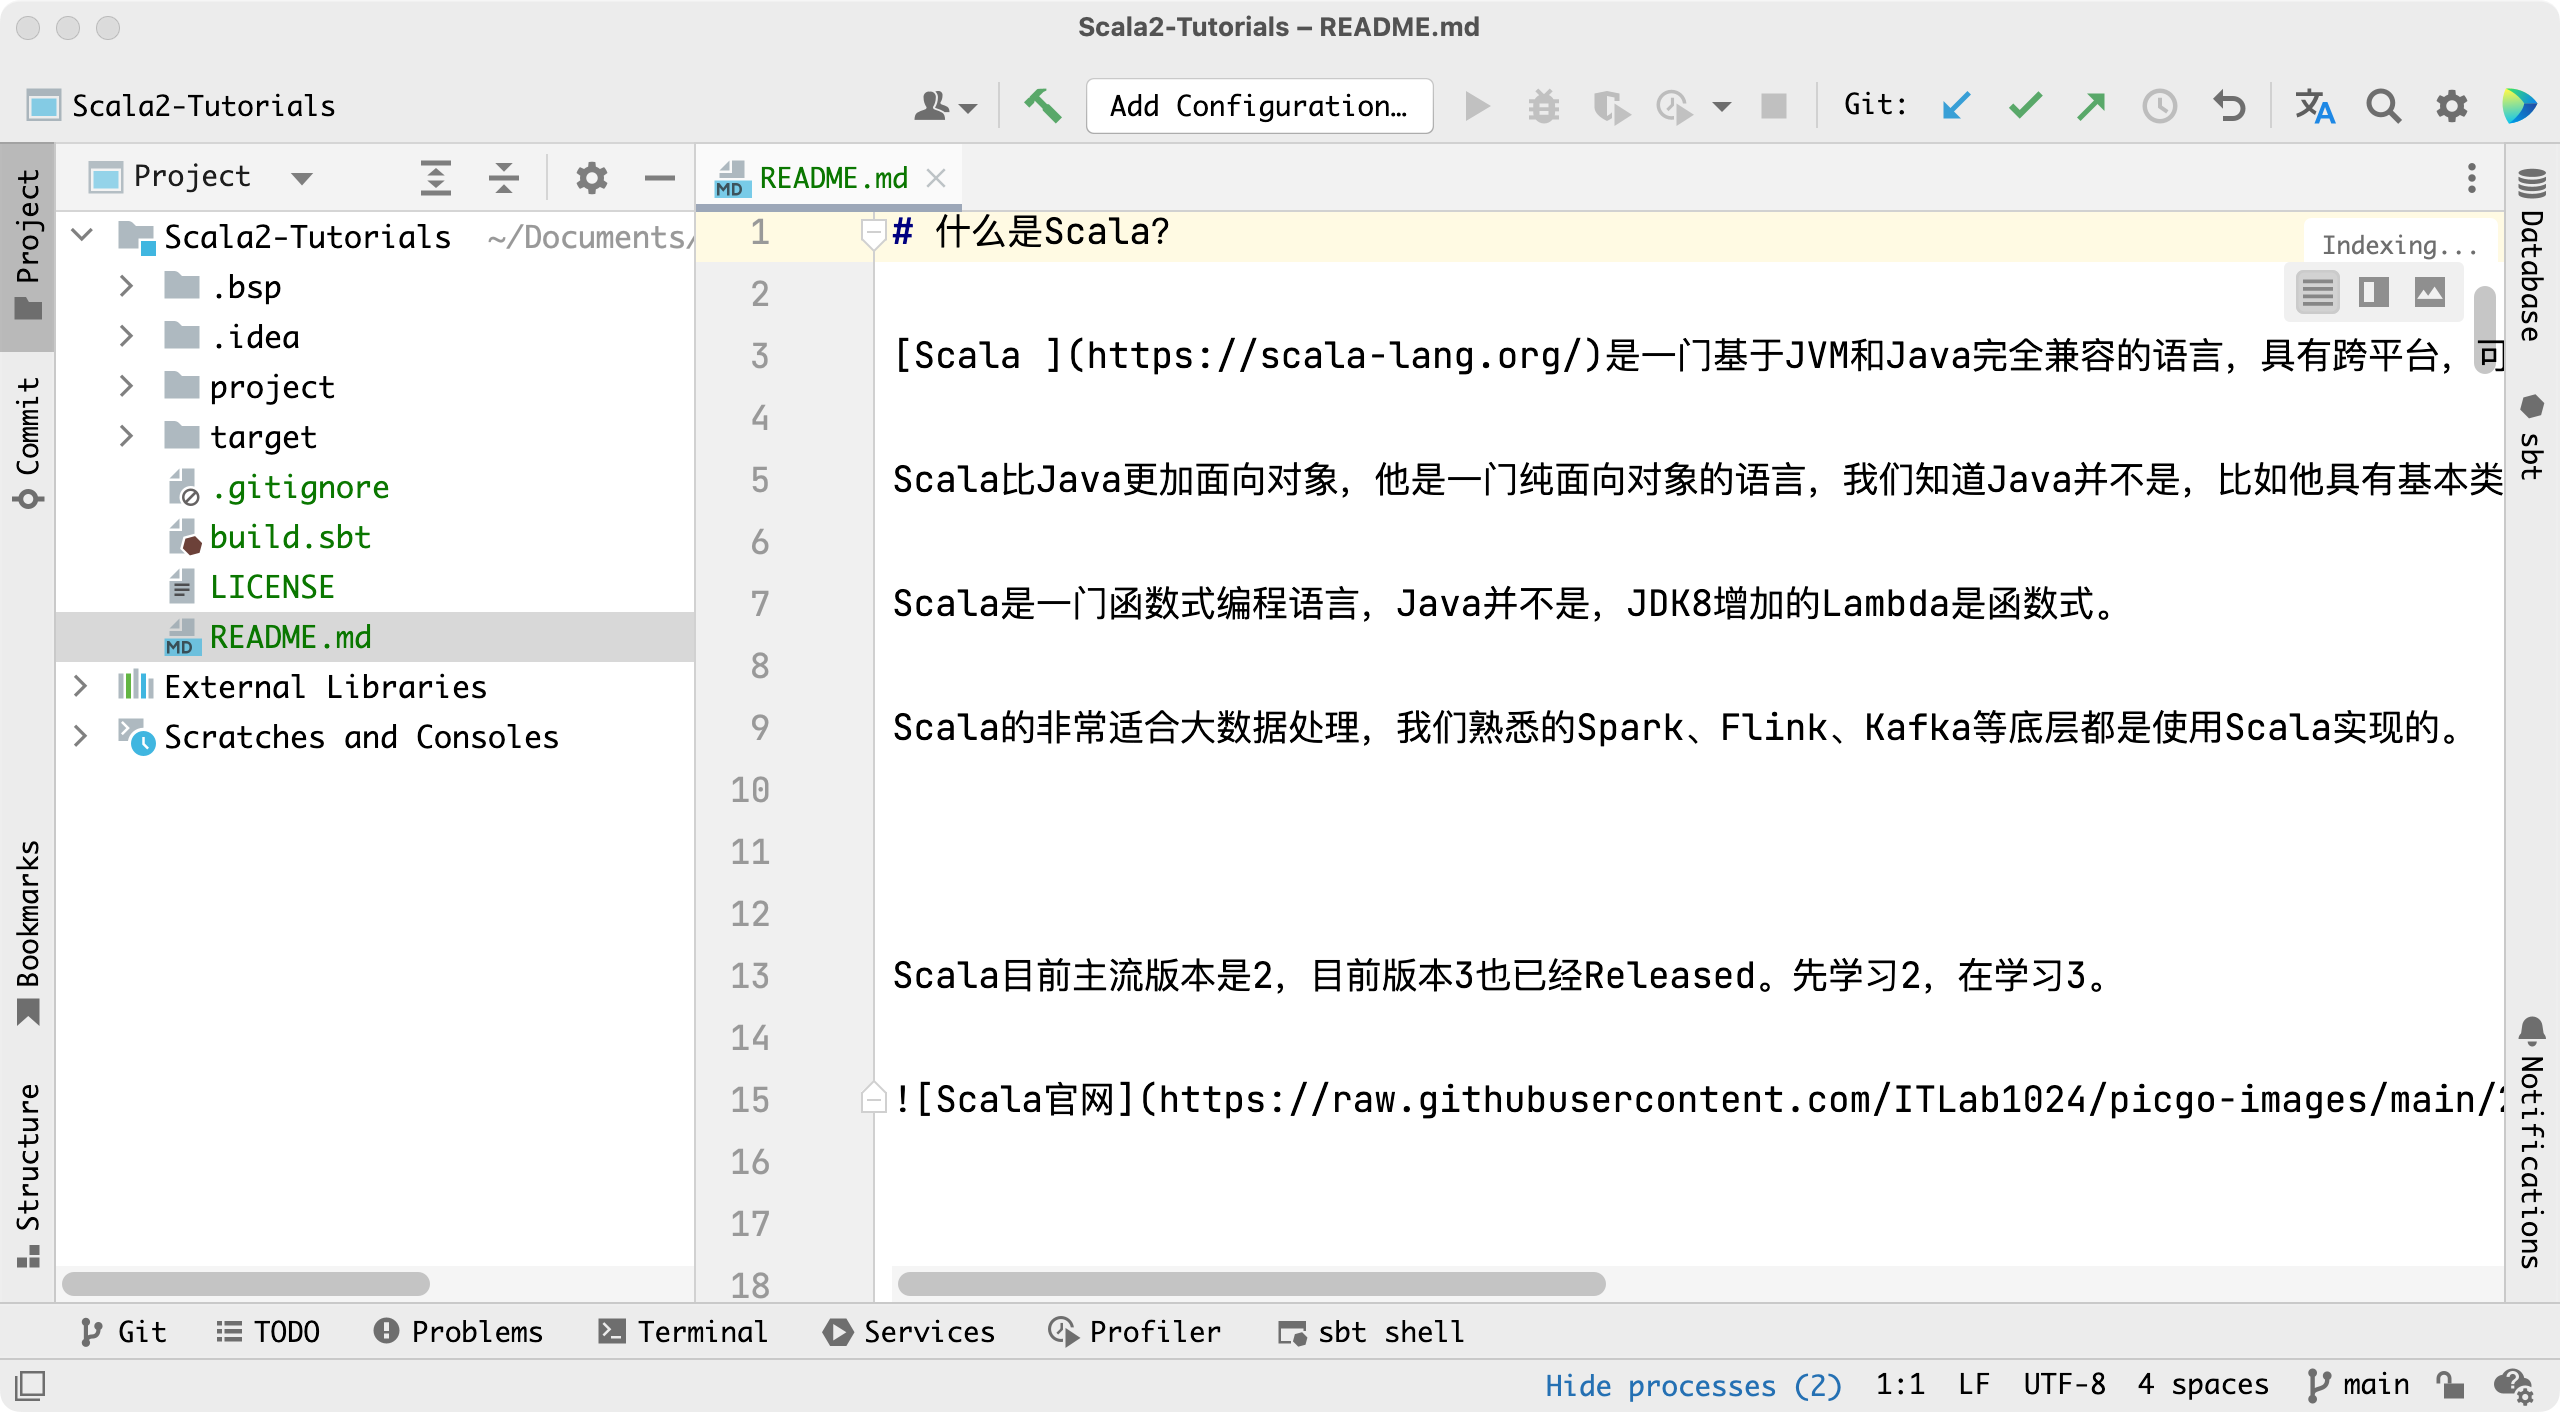 Scala2-Tutorials – README.md
Scala2-Tutorials
Add Configuration…
Git:
Project
README.md
Project
Commit
Bookmarks
Structure
Scala2-Tutorials ~/Documents/
.bsp
.idea
project
target
.gitignore
build.sbt
LICENSE
MD README.md
External Libraries
Scratches and Consoles
1 # 什么是Scala?
Indexing...
2
3 [Scala ](https://scala-lang.org/)是一门基于JVM和Java完全兼容的语言，具有跨平台，可
4
5 Scala比Java更加面向对象，他是一门纯面向对象的语言，我们知道Java并不是，比如他具有基本类
6
7 Scala是一门函数式编程语言，Java并不是，JDK8增加的Lambda是函数式。
8
9 Scala的非常适合大数据处理，我们熟悉的Spark、Flink、Kafka等底层都是使用Scala实现的。
10
11
12
13 Scala目前主流版本是2，目前版本3也已经Released。先学习2，在学习3。
14
15 ![Scala官网](https://raw.githubusercontent.com/ITLab1024/picgo-images/main/2
16
17
18
Database
sbt
Notifications
Git TODO Problems Terminal Services Profiler sbt shell
Hide processes (2) 1:1 LF UTF-8 4 spaces main